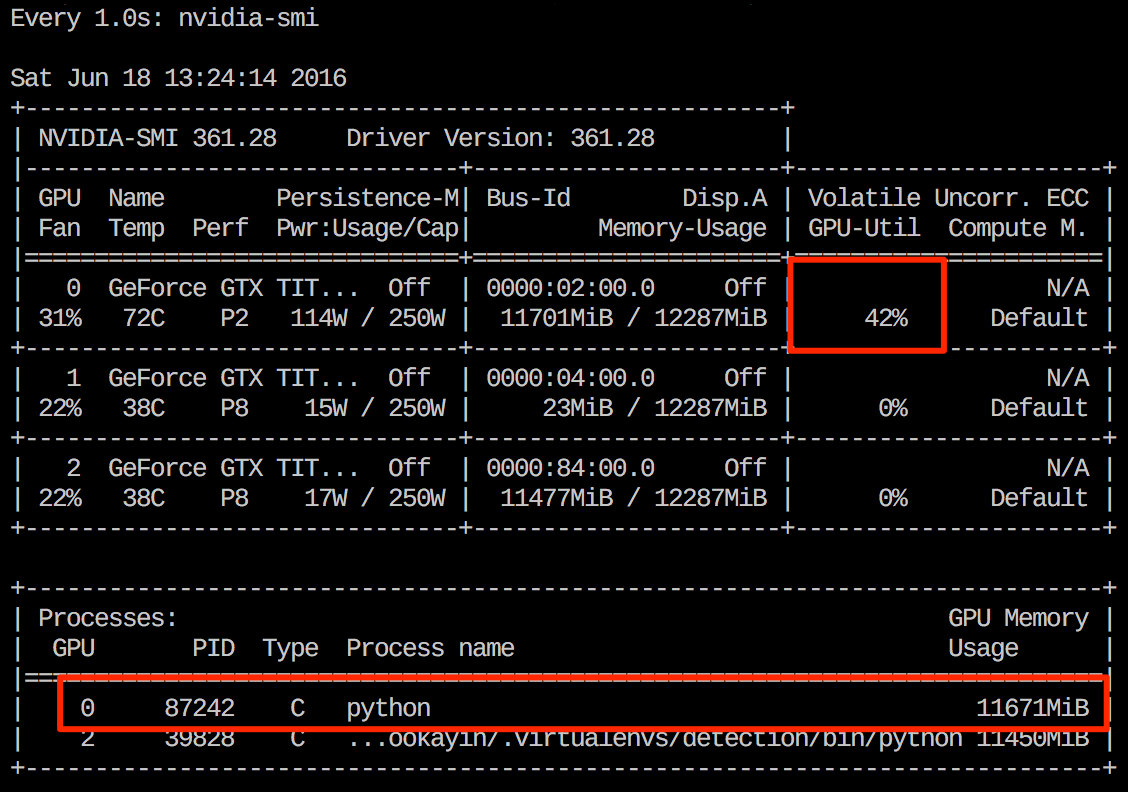 Every 1.0s: nvidia-smi
Sat Jun 18 13:24:14 2016
+------------------------------------------------------+
| NVIDIA-SMI 361.28     Driver Version: 361.28         |
|-------------------------------+----------------------+----------------------+
| GPU  Name        Persistence-M| Bus-Id        Disp.A | Volatile Uncorr. ECC |
| Fan  Temp  Perf  Pwr:Usage/Cap|         Memory-Usage | GPU-Util  Compute M. |
|===============================+======================+======================|
|   0  GeForce GTX TIT...  Off  | 0000:02:00.0     Off |                  N/A |
| 31%   72C    P2   114W / 250W |  11701MiB / 12287MiB |     42%      Default |
+-------------------------------+----------------------+----------------------+
|   1  GeForce GTX TIT...  Off  | 0000:04:00.0     Off |                  N/A |
| 22%   38C    P8    15W / 250W |     23MiB / 12287MiB |      0%      Default |
+-------------------------------+----------------------+----------------------+
|   2  GeForce GTX TIT...  Off  | 0000:84:00.0     Off |                  N/A |
| 22%   38C    P8    17W / 250W |  11477MiB / 12287MiB |      0%      Default |
+-------------------------------+----------------------+----------------------+
+-----------------------------------------------------------------------------+
| Processes:                                                       GPU Memory |
|  GPU       PID  Type  Process name                               Usage      |
|=============================================================================|
|    0     87242    C   python                                       11671MiB |
|    2     39828    C   ...ookayin/.virtualenvs/detection/bin/python 11450MiB |
+-----------------------------------------------------------------------------+